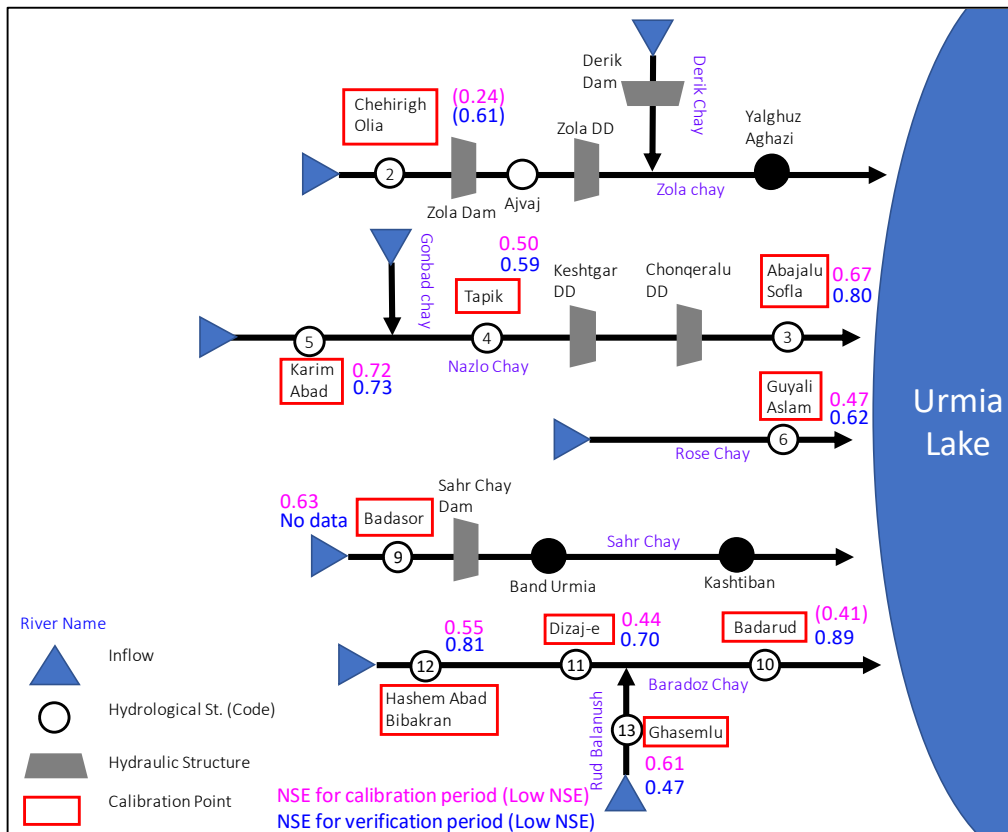 Derik
Dam
Derik Chay
Chehirigh
Olia
(0.24)
(0.61)
Zola DD
Yalghuz
Aghazi
2
Zola Dam
Ajvaj
Zola chay
Gonbad chay
0.50
0.59
Tapik
Keshtgar
DD
Chonqeralu
DD
Abajalu
Sofla
0.67
0.80
5
4
3
Karim
Abad
0.72
0.73
Nazlo Chay
Guyali
Aslam
0.47
0.62
6
Rose Chay
Urmia
Lake
0.63
No data
Badasor
Sahr Chay
Dam
9
Sahr Chay
Band Urmia
Kashtiban
0.55
0.81
Dizaj-e
0.44
0.70
(0.41)
0.89
Badarud
12
11
10
Hashem Abad
Bibakran
Baradoz Chay
Rud Balanush
13
Ghasemlu
0.61
0.47
River Name
Inflow
Hydrological St. (Code)
Hydraulic Structure
Calibration Point
NSE for calibration period (Low NSE)
NSE for verification period (Low NSE)